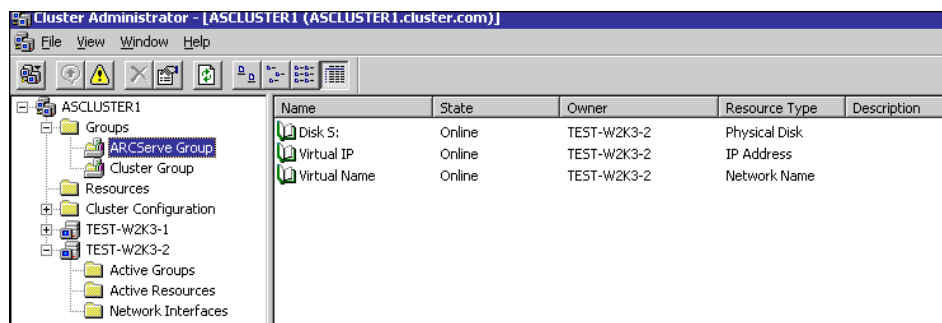 Cluster Administrator - [ASCLUSTER1 (ASCLUSTER1.cluster.com)]
File View Window Help
ASCLUSTER1
Groups
ARCServe Group
Cluster Group
Resources
Cluster Configuration
TEST-W2K3-1
TEST-W2K3-2
Active Groups
Active Resources
Network Interfaces
Name State Owner Resource Type Description
Disk S: Online TEST-W2K3-2 Physical Disk
Virtual IP Online TEST-W2K3-2 IP Address
Virtual Name Online TEST-W2K3-2 Network Name